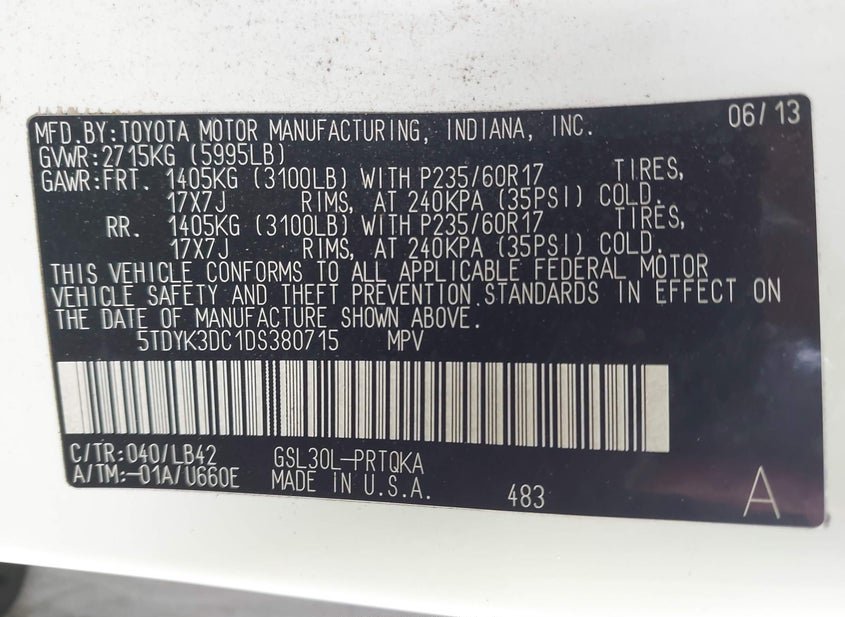 06/13
MFD.BY:TOYOTA MOTOR MANUFACTURING, INDIANA, INC.
GVWR:2715KG (5995LB)
GAWR:FRT. 1405KG (3100LB) WITH P235/60R17 TIRES,
17X7J RIMS, AT 240KPA (35PSI) COLD.
RR. 1405KG (3100LB) WITH P235/60R17 TIRES,
17X7J RIMS, AT 240KPA (35PSI) COLD.
THIS VEHICLE CONFORMS TO ALL APPLICABLE FEDERAL MOTOR
VEHICLE SAFETY AND THEFT PREVENTION STANDARDS IN EFFECT ON
THE DATE OF MANUFACTURE SHOWN ABOVE.
5TDYK3DC1DS380715 MPV
C/TR:040/LB42 GSL30L-PRTQKA
A/TM:-01A/U660E MADE IN U.S.A. 483 A